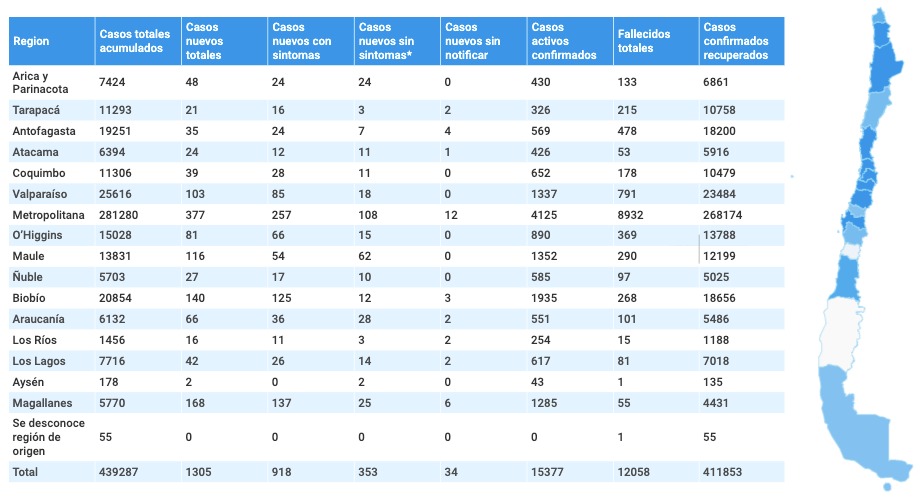 Region Casos totales acumulados Casos nuevos totales Casos nuevos con sintomas Casos nuevos sin sintomas* Casos nuevos sin notificar Casos activos confirmados Fallecidos totales Casos confirmados recuperados
Arica y Parinacota 7424 48 24 24 0 430 133 6861
Tarapacá 11293 21 16 3 2 326 215 10758
Antofagasta 19251 35 24 7 4 569 478 18200
Atacama 6394 24 12 11 1 426 53 5916
Coquimbo 11306 39 28 11 0 652 178 10479
Valparaíso 25616 103 85 18 0 1337 791 23484
Metropolitana 281280 377 257 108 12 4125 8932 268174
O'Higgins 15028 81 66 15 0 890 369 13788
Maule 13831 116 54 62 0 1352 290 12199
Ñuble 5703 27 17 10 0 585 97 5025
Biobío 20854 140 125 12 3 1935 268 18656
Araucanía 6132 66 36 28 2 551 101 5486
Los Ríos 1456 16 11 3 2 254 15 1188
Los Lagos 7716 42 26 14 2 617 81 7018
Aysén 178 2 0 2 0 43 1 135
Magallanes 5770 168 137 25 6 1285 55 4431
Se desconoce región de origen 55 0 0 0 0 0 1 55
Total 439287 1305 918 353 34 15377 12058 411853